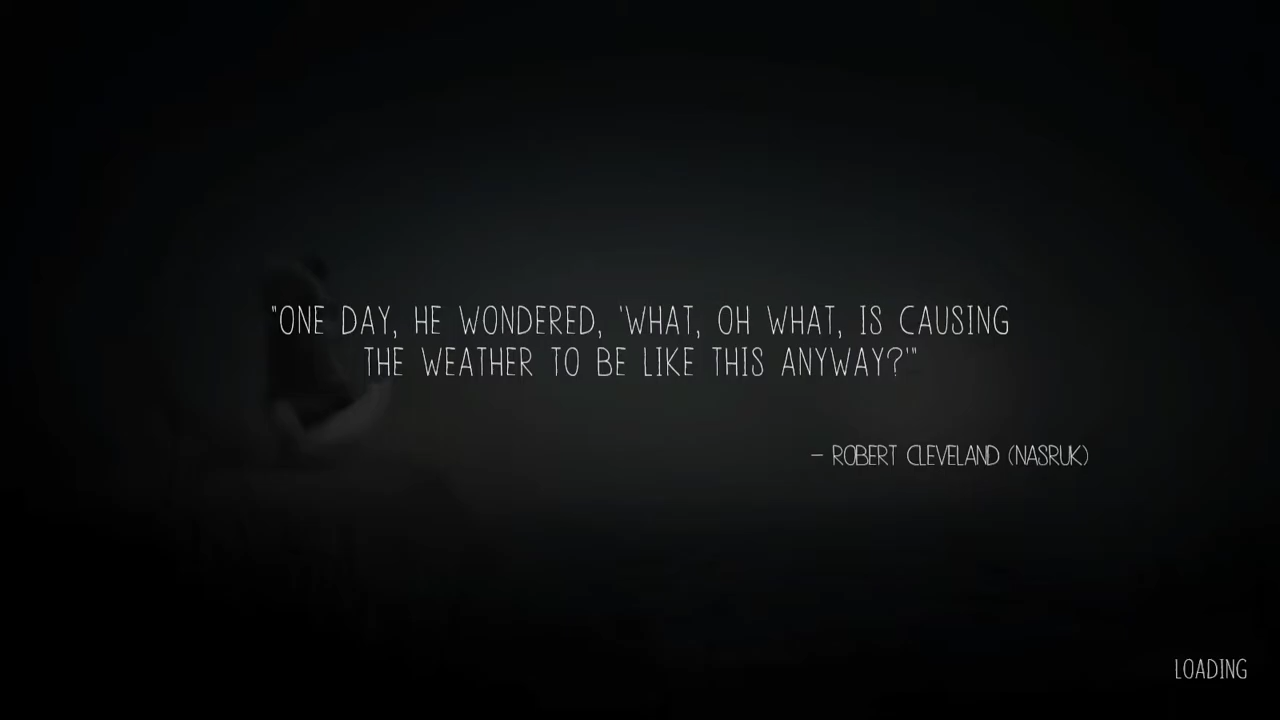 "ONE DAY, HE WONDERED, 'WHAT, OH WHAT, IS CAUSING
THE WEATHER TO BE LIKE THIS ANYWAY?'"
– ROBERT CLEVELAND (NASRUK)
LOADING